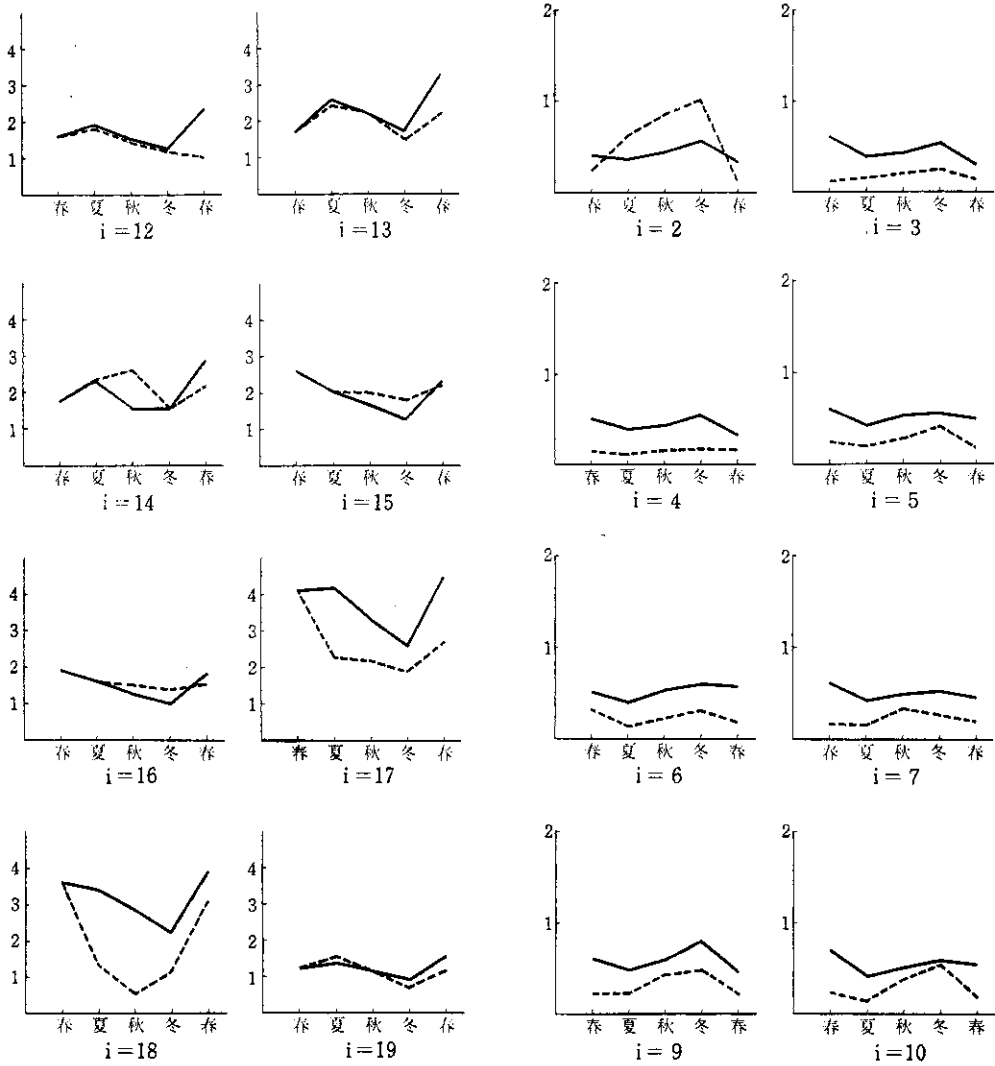 4
3
2
1
春 夏 秋 冬 春
i=12
4
3
2
1
春 夏 秋 冬 春
i=13
2
1
春 夏 秋 冬 春
i=2
2
1
春 夏 秋 冬 春
i=3
4
3
2
1
春 夏 秋 冬 春
i=14
4
3
2
1
春 夏 秋 冬 春
i=15
2
1
春 夏 秋 冬 春
i=4
2
1
春 夏 秋 冬 春
i=5
4
3
2
1
春 夏 秋 冬 春
i=16
4
3
2
1
春 夏 秋 冬 春
i=17
2
1
春 夏 秋 冬 春
i=6
2
1
春 夏 秋 冬 春
i=7
4
3
2
1
春 夏 秋 冬 春
i=18
4
3
2
1
春 夏 秋 冬 春
i=19
2
1
春 夏 秋 冬 春
i=9
2
1
春 夏 秋 冬 春
i=10